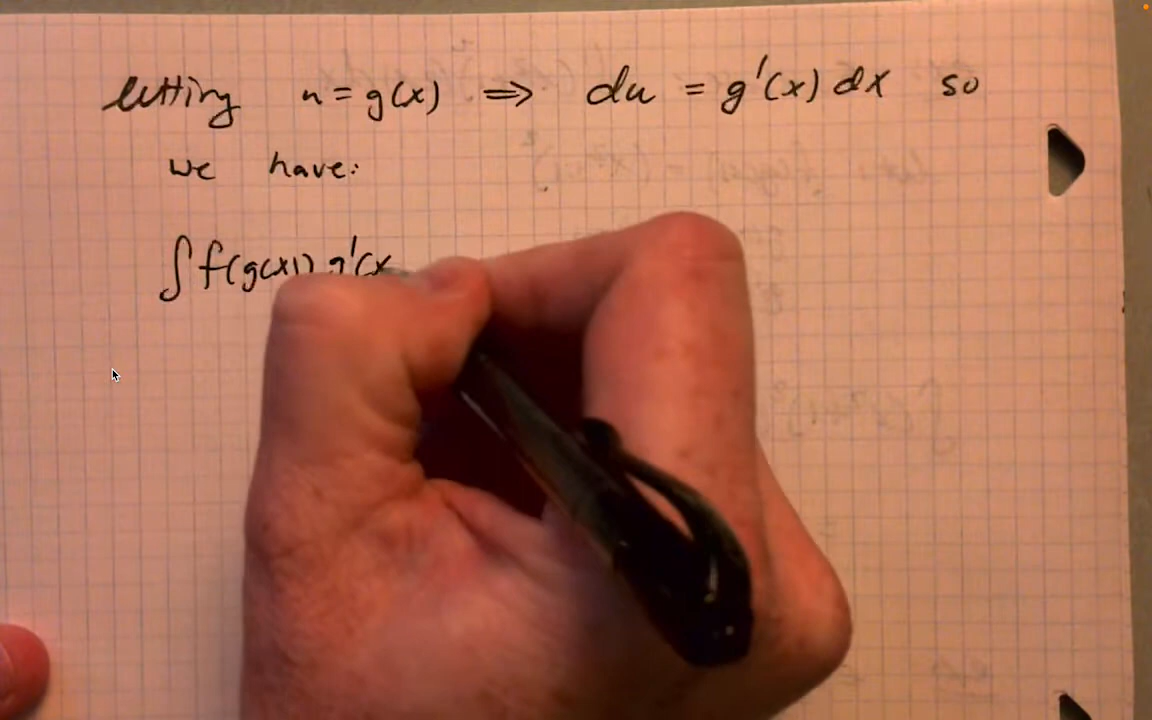 letting u = g(x) ⇒ du = g'(x) dx so
we have:
∫ f(g(x)) g'(x